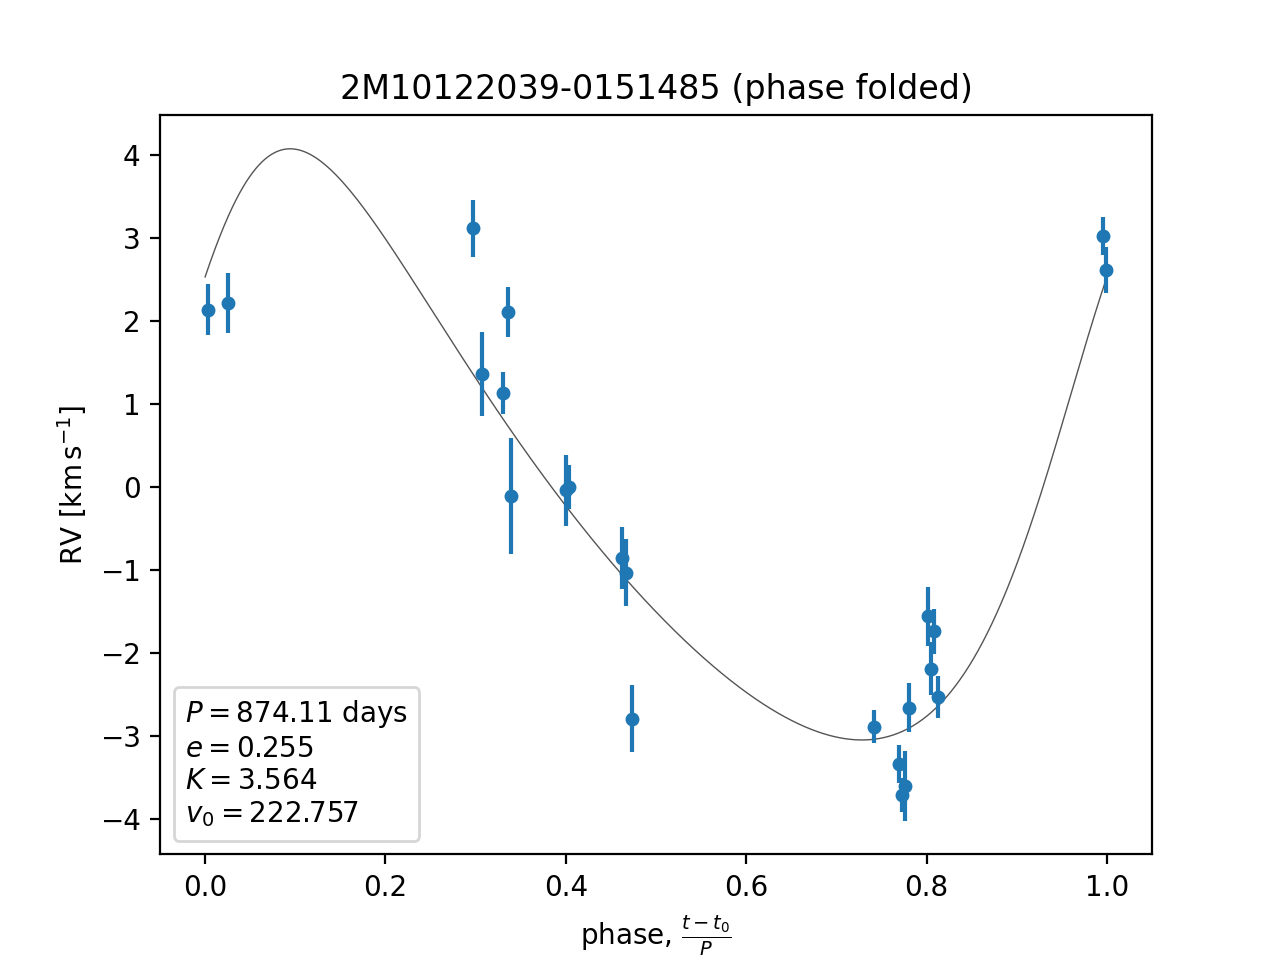 2M10122039-0151485 (phase folded)
4
3
2
1
0
−1
−2
−3
−4
RV [km s⁻¹]
P = 874.11 days
e = 0.255
K = 3.564
v₀ = 222.757
0.0 0.2 0.4 0.6 0.8 1.0
phase, (t − t₀)/P